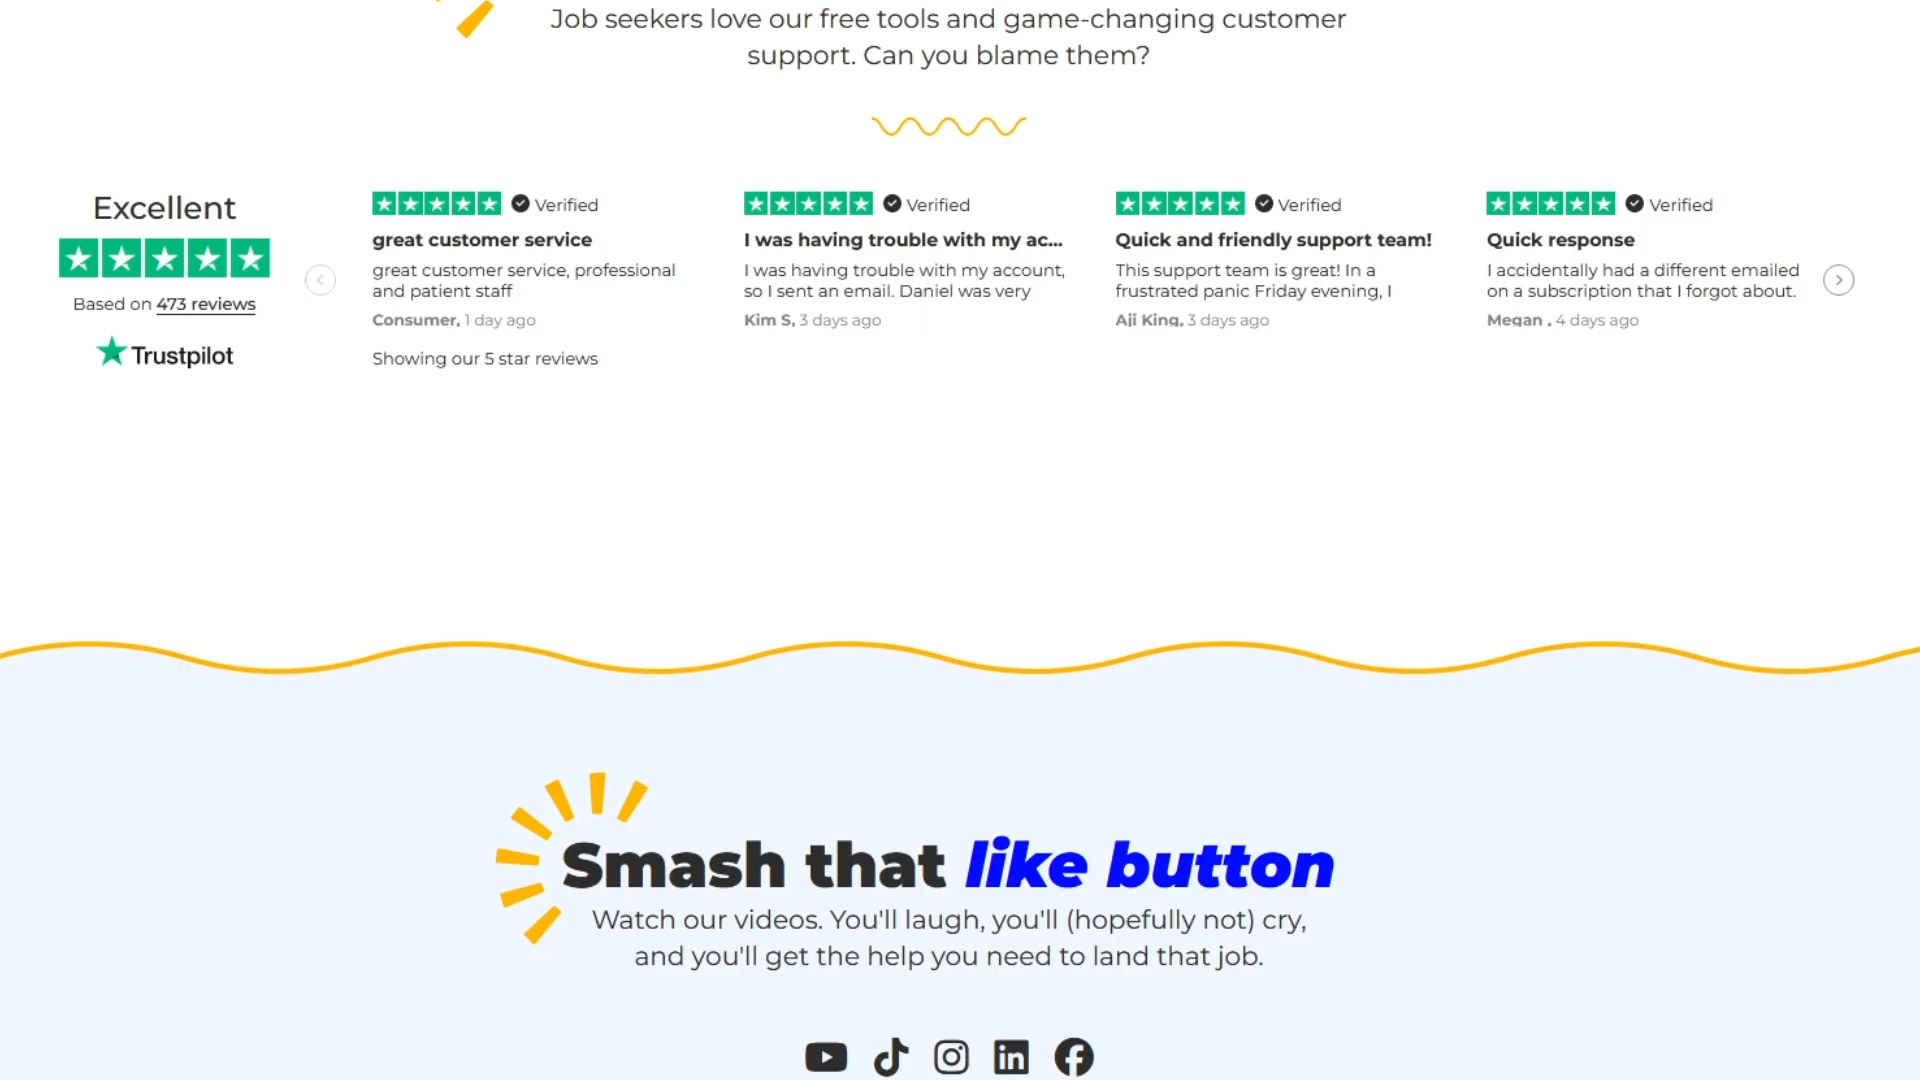 Job seekers love our free tools and game-changing customer
support. Can you blame them?
Excellent
Based on 473 reviews
Trustpilot
Verified
great customer service
great customer service, professional
and patient staff
Consumer, 1 day ago
Showing our 5 star reviews
Verified
I was having trouble with my ac...
I was having trouble with my account,
so I sent an email. Daniel was very
Kim S, 3 days ago
Verified
Quick and friendly support team!
This support team is great! In a
frustrated panic Friday evening, I
Aji King, 3 days ago
Verified
Quick response
I accidentally had a different emailed
on a subscription that I forgot about.
Megan , 4 days ago
Smash that like button
Watch our videos. You'll laugh, you'll (hopefully not) cry,
and you'll get the help you need to land that job.